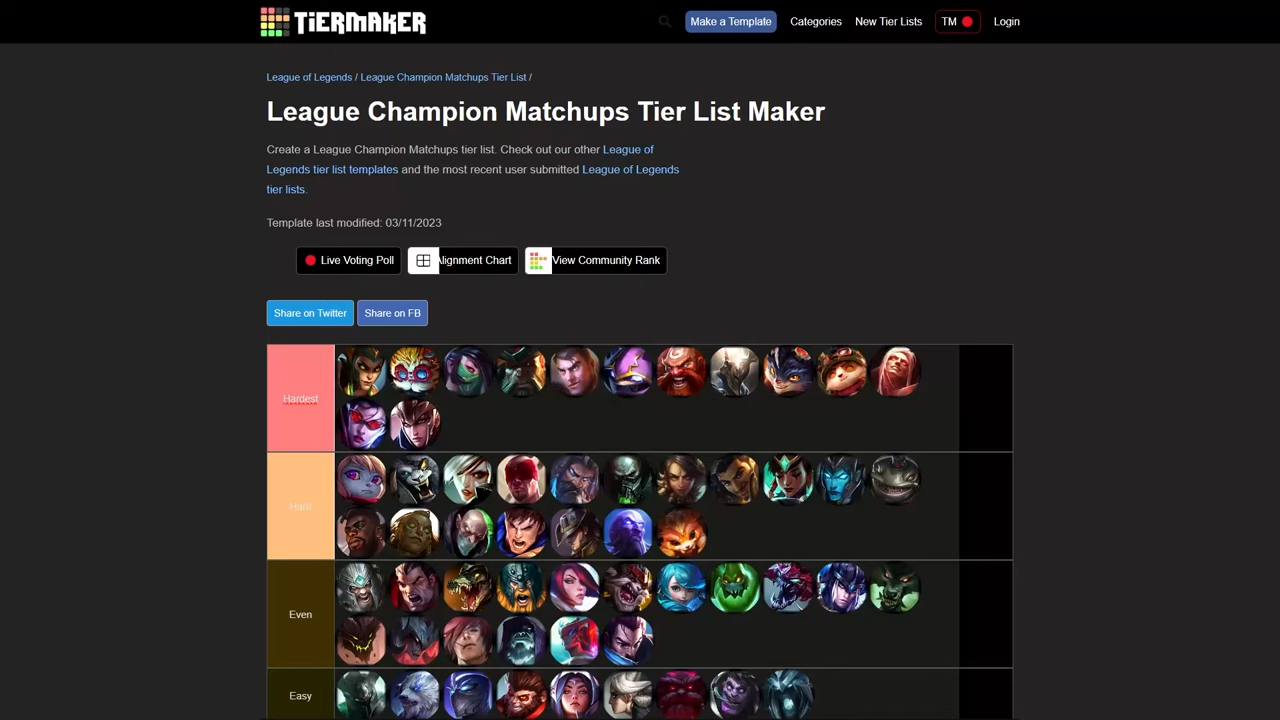 TiERMAKER
Make a Template
Categories
New Tier Lists
TM
Login
League of Legends / League Champion Matchups Tier List /
League Champion Matchups Tier List Maker
Create a League Champion Matchups tier list. Check out our other League of
Legends tier list templates and the most recent user submitted League of Legends
tier lists.
Template last modified: 03/11/2023
Live Voting Poll
Alignment Chart
View Community Rank
Share on Twitter
Share on FB
Hardest
Hard
Even
Easy